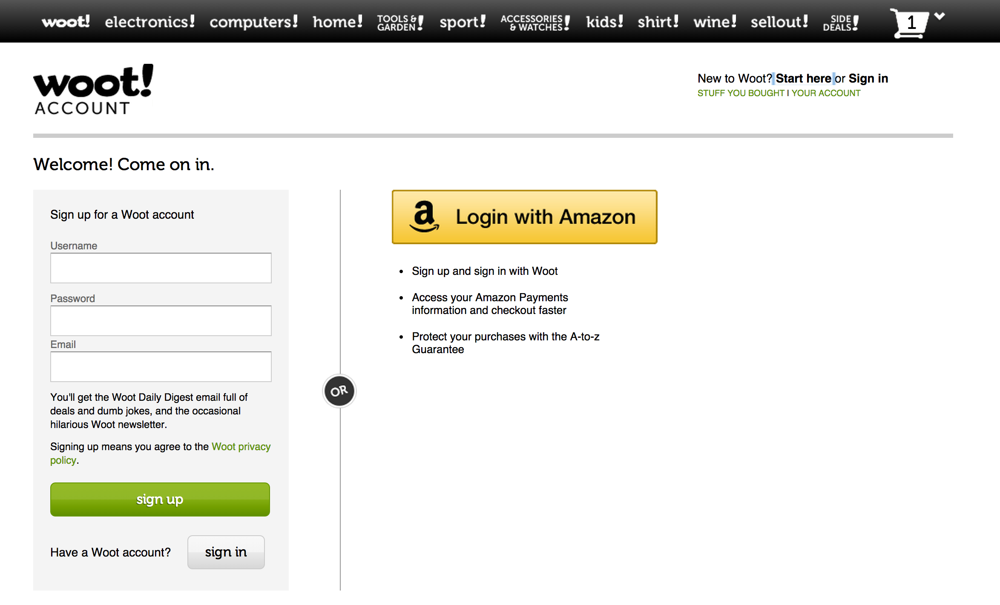 woot! electronics! computers! home! TOOLS & GARDEN! sport! ACCESSORIES & WATCHES! kids! shirt! wine! sellout! SIDE DEALS! 1
woot!
ACCOUNT
New to Woot? Start here or Sign in
STUFF YOU BOUGHT | YOUR ACCOUNT
Welcome! Come on in.
Sign up for a Woot account
Username
Password
Email
You'll get the Woot Daily Digest email full of
deals and dumb jokes, and the occasional
hilarious Woot newsletter.
Signing up means you agree to the Woot privacy
policy.
sign up
Have a Woot account? sign in
OR
a Login with Amazon
• Sign up and sign in with Woot
• Access your Amazon Payments
information and checkout faster
• Protect your purchases with the A-to-z
Guarantee